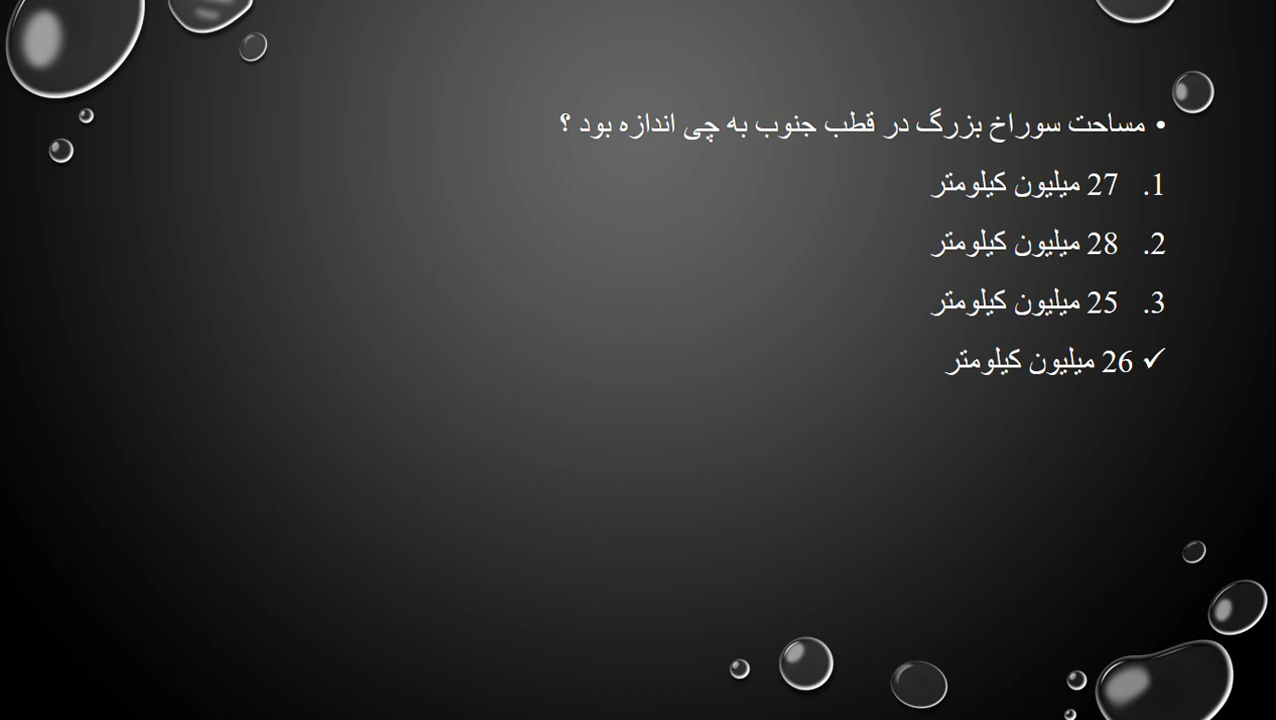 • مساحت سوراخ بزرگ در قطب جنوب به چی اندازه بود ؟
1. 27 میلیون کیلومتر
2. 28 میلیون کیلومتر
3. 25 میلیون کیلومتر
✓ 26 میلیون کیلومتر